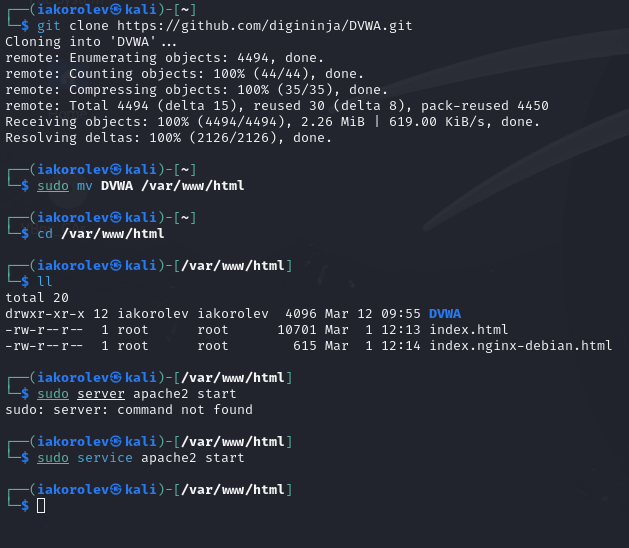 ┌──(iakorolev㉿kali)-[~]
└─$ git clone https://github.com/digininja/DVWA.git
Cloning into 'DVWA'...
remote: Enumerating objects: 4494, done.
remote: Counting objects: 100% (44/44), done.
remote: Compressing objects: 100% (35/35), done.
remote: Total 4494 (delta 15), reused 30 (delta 8), pack-reused 4450
Receiving objects: 100% (4494/4494), 2.26 MiB | 619.00 KiB/s, done.
Resolving deltas: 100% (2126/2126), done.
┌──(iakorolev㉿kali)-[~]
└─$ sudo mv DVWA /var/www/html
┌──(iakorolev㉿kali)-[~]
└─$ cd /var/www/html
┌──(iakorolev㉿kali)-[/var/www/html]
└─$ ll
total 20
drwxr-xr-x 12 iakorolev iakorolev  4096 Mar 12 09:55 DVWA
-rw-r--r--  1 root      root      10701 Mar  1 12:13 index.html
-rw-r--r--  1 root      root        615 Mar  1 12:14 index.nginx-debian.html
┌──(iakorolev㉿kali)-[/var/www/html]
└─$ sudo server apache2 start
sudo: server: command not found
┌──(iakorolev㉿kali)-[/var/www/html]
└─$ sudo service apache2 start
┌──(iakorolev㉿kali)-[/var/www/html]
└─$